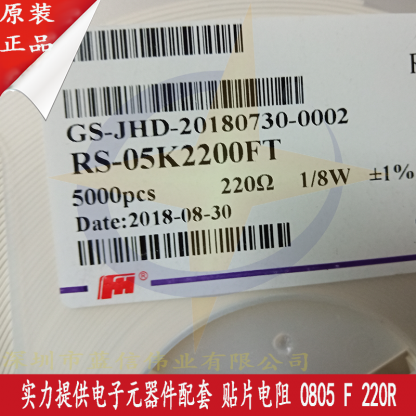 原装
正品
GS-JHD-20180730-0002
RS-05K2200FT
5000pcs 220Ω 1/8W ±1%
Date:2018-08-30
FH ®
实力提供电子元器件配套 贴片电阻 0805 F 220R